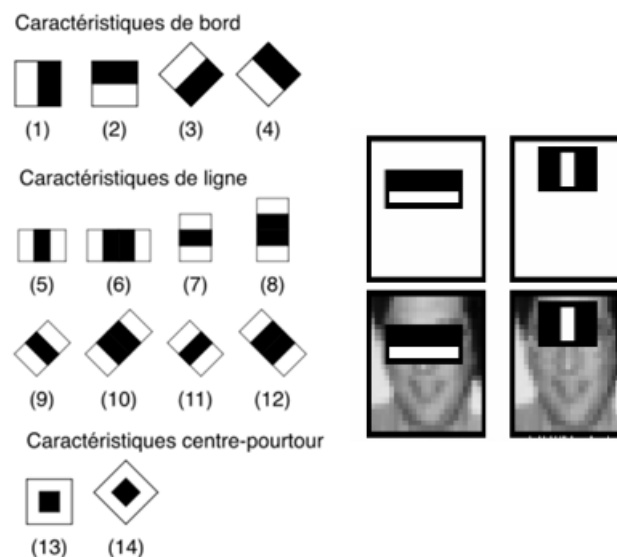 Caractéristiques de bord
(1) (2) (3) (4)
Caractéristiques de ligne
(5) (6) (7) (8)
(9) (10) (11) (12)
Caractéristiques centre-pourtour
(13) (14)